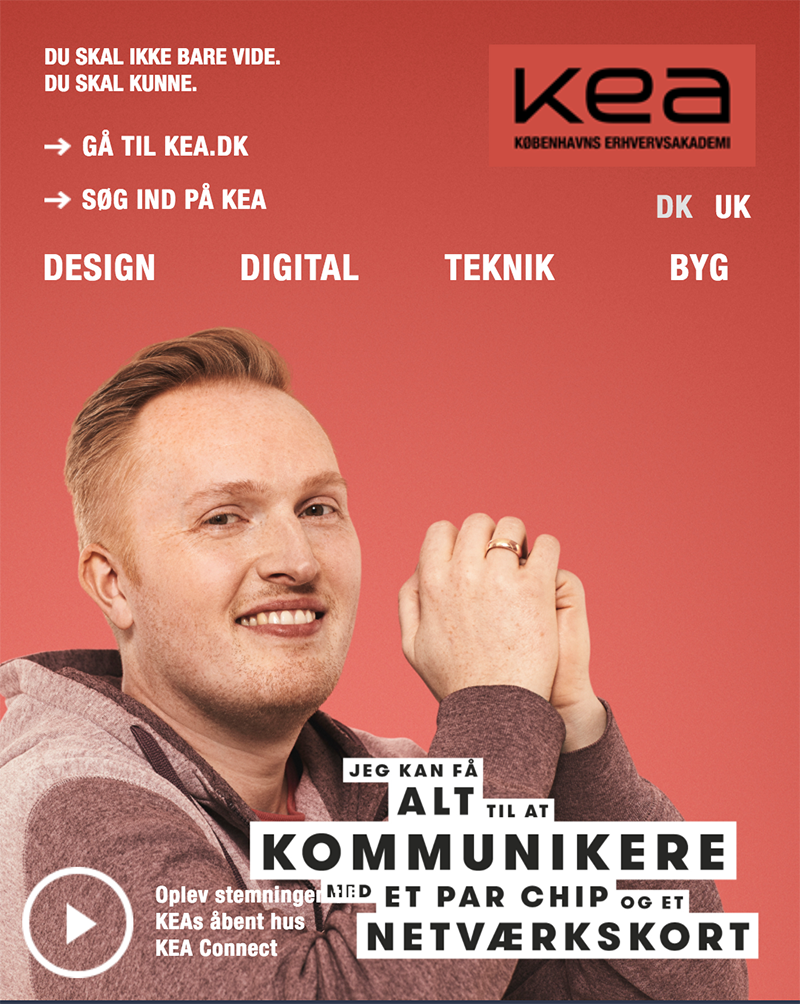 DU SKAL IKKE BARE VIDE.
DU SKAL KUNNE.
kea
KØBENHAVNS ERHVERVSAKADEMI
→ GÅ TIL KEA.DK
→ SØG IND PÅ KEA
DK UK
DESIGN DIGITAL TEKNIK BYG
JEG KAN FÅ
ALT TIL AT
KOMMUNIKERE
MED ET PAR CHIP OG ET
NETVÆRKSKORT
Oplev stemningen
KEAs åbent hus
KEA Connect